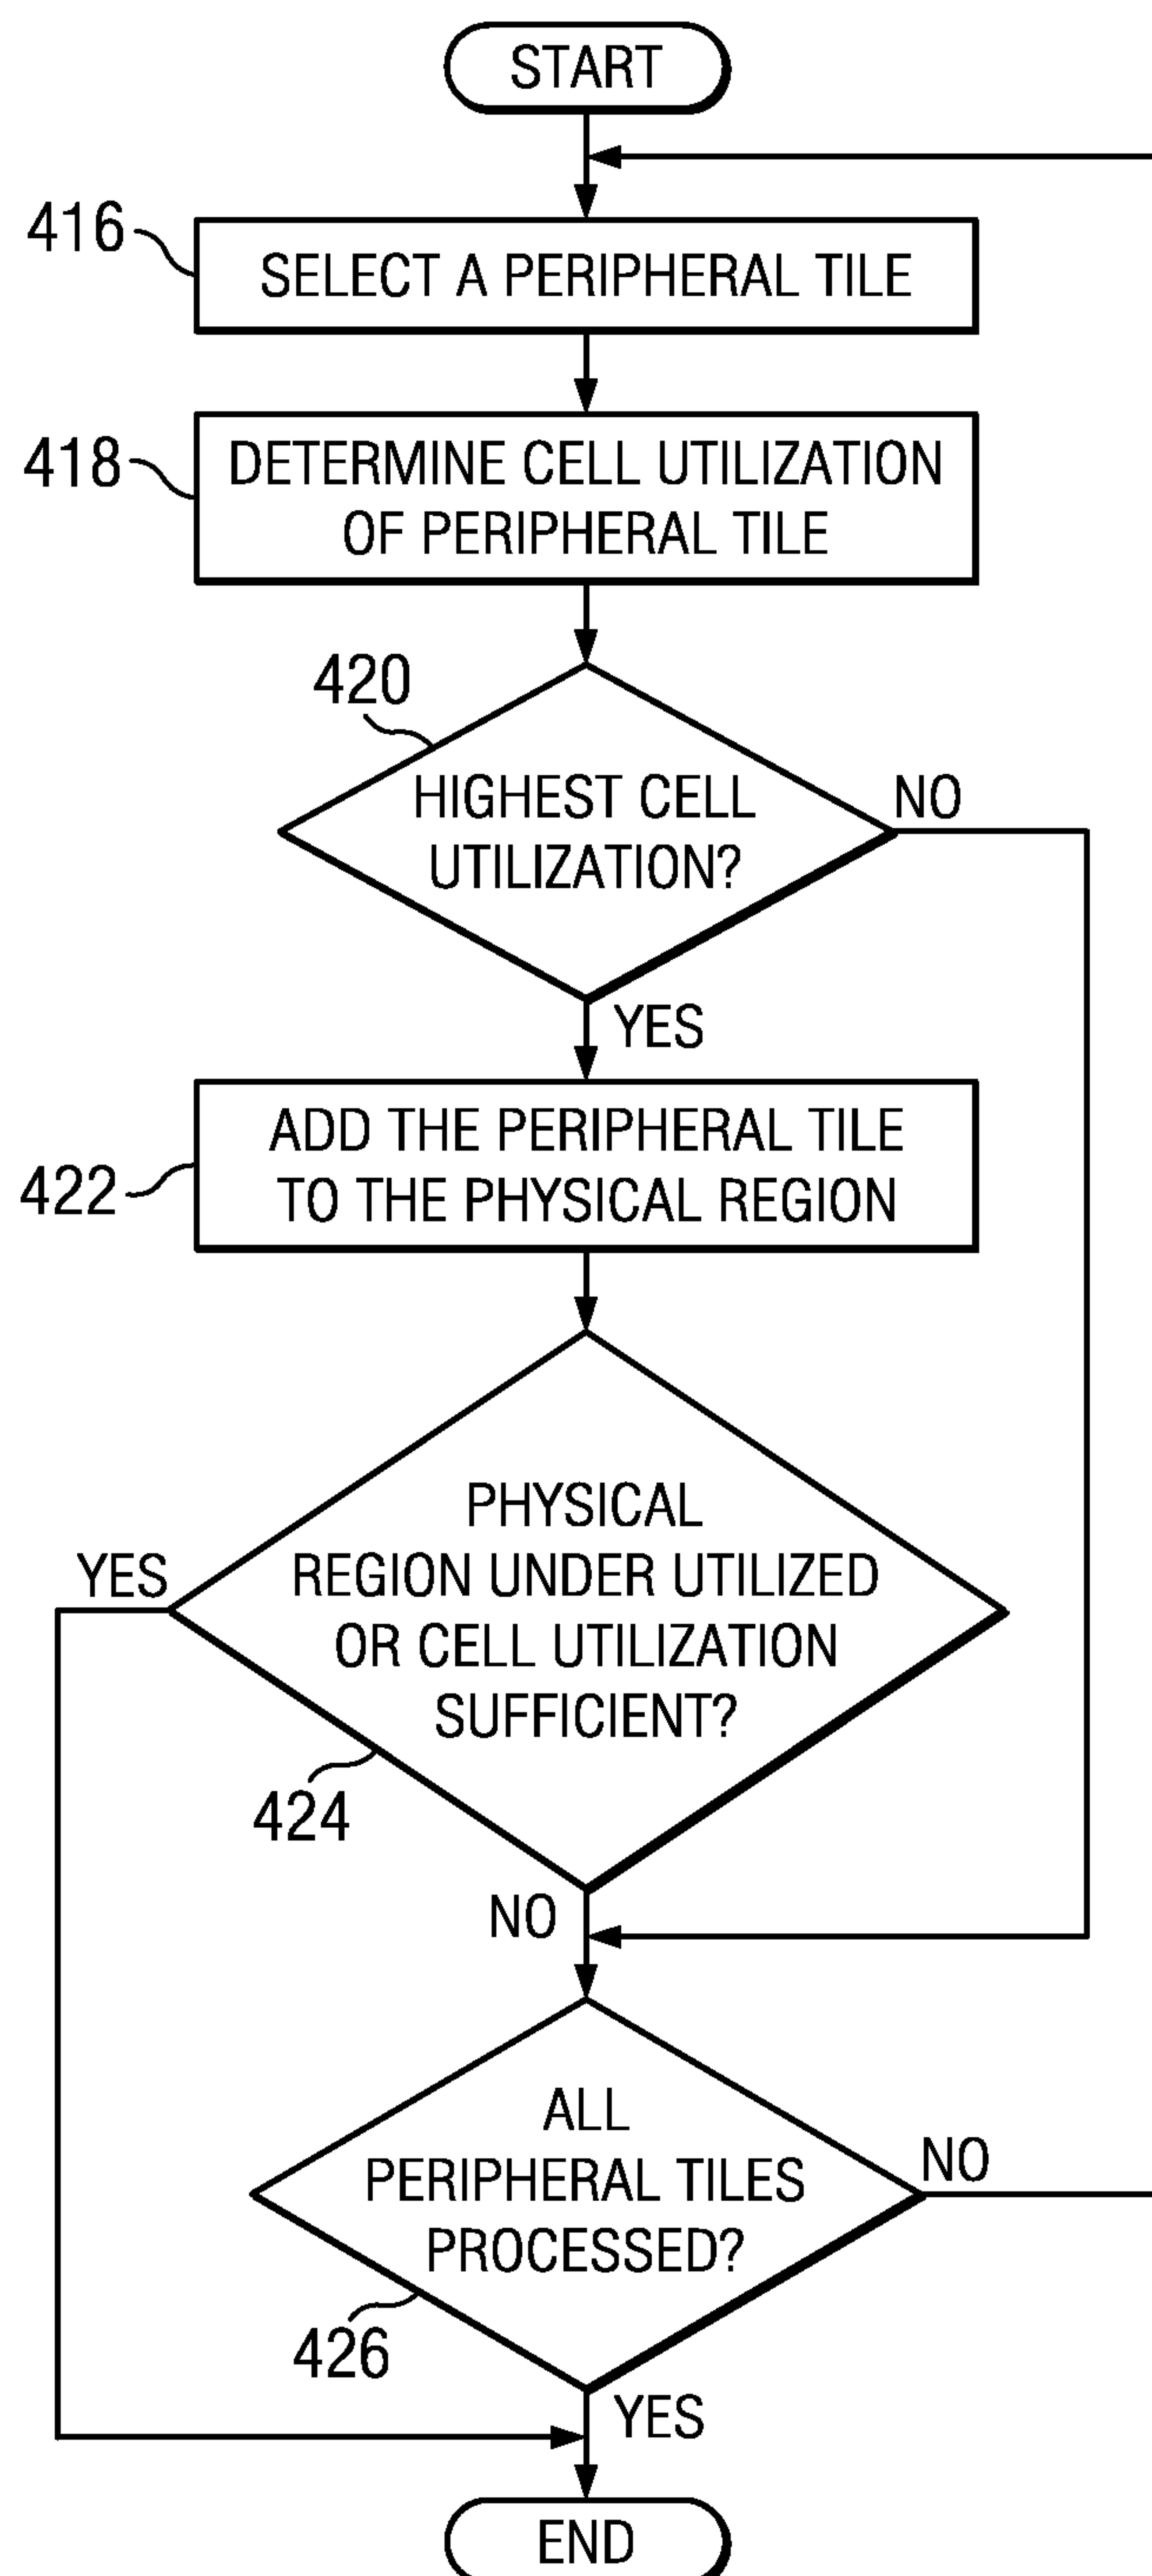 START
416
SELECT A PERIPHERAL TILE
418
DETERMINE CELL UTILIZATION
OF PERIPHERAL TILE
420
HIGHEST CELL
UTILIZATION?
NO
YES
422
ADD THE PERIPHERAL TILE
TO THE PHYSICAL REGION
PHYSICAL
REGION UNDER UTILIZED
OR CELL UTILIZATION
SUFFICIENT?
YES
424
NO
ALL
PERIPHERAL TILES
PROCESSED?
NO
426
YES
END